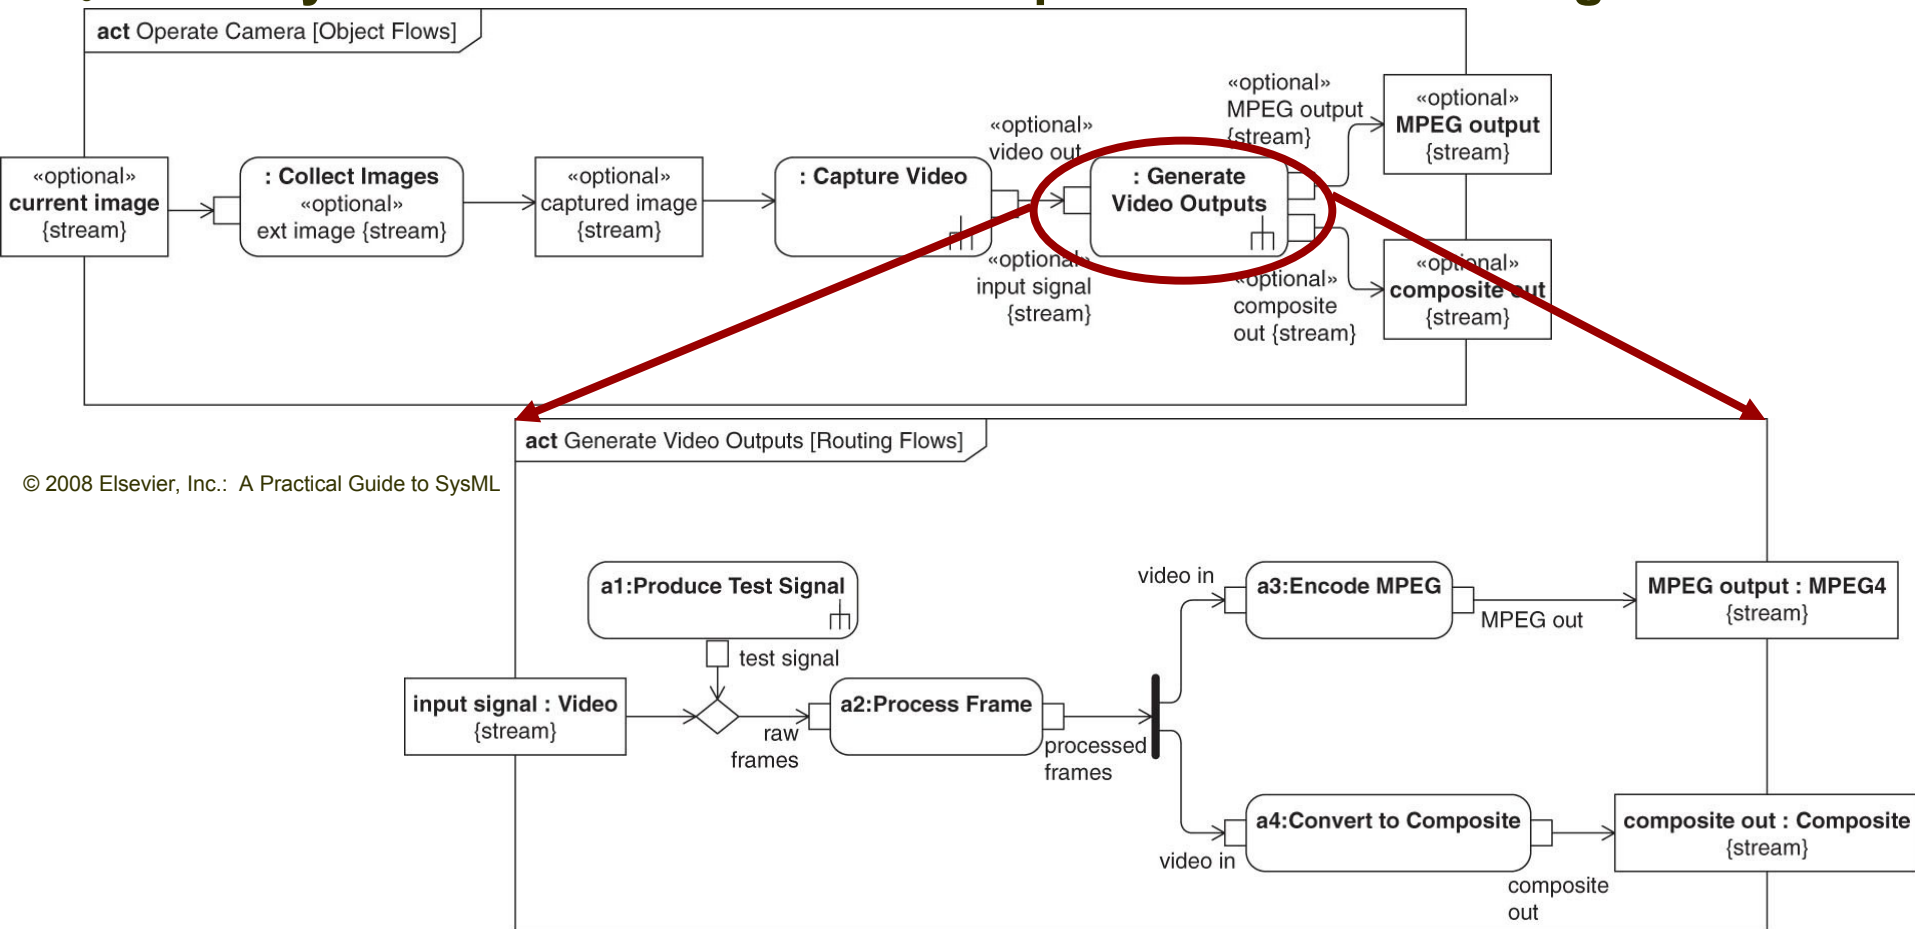 act Operate Camera [Object Flows]
«optional»
current image
{stream}
: Collect Images
«optional»
ext image {stream}
«optional»
captured image
{stream}
: Capture Video
«optional»
video out
«optional»
input signal
{stream}
: Generate
Video Outputs
«optional»
MPEG output
{stream}
«optional»
composite
out {stream}
«optional»
MPEG output
{stream}
«optional»
composite out
{stream}
act Generate Video Outputs [Routing Flows]
© 2008 Elsevier, Inc.: A Practical Guide to SysML
a1:Produce Test Signal
test signal
input signal : Video
{stream}
raw
frames
a2:Process Frame
processed
frames
video in
a3:Encode MPEG
MPEG out
MPEG output : MPEG4
{stream}
video in
a4:Convert to Composite
composite
out
composite out : Composite
{stream}